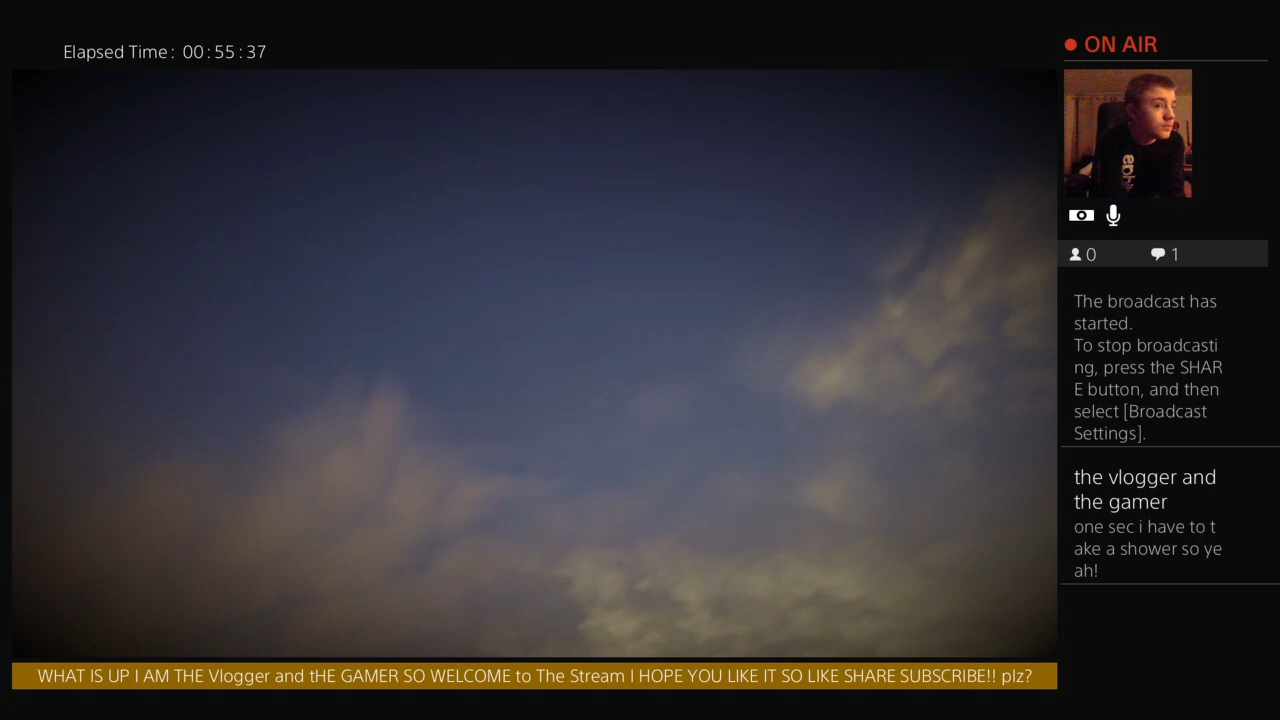 Elapsed Time: 00:55:37
ON AIR
0
1
The broadcast has
started.
To stop broadcasti
ng, press the SHAR
E button, and then
select [Broadcast
Settings].
the vlogger and
the gamer
one sec i have to t
ake a shower so ye
ah!
WHAT IS UP I AM THE Vlogger and tHE GAMER SO WELCOME to The Stream I HOPE YOU LIKE IT SO LIKE SHARE SUBSCRIBE!! plz?